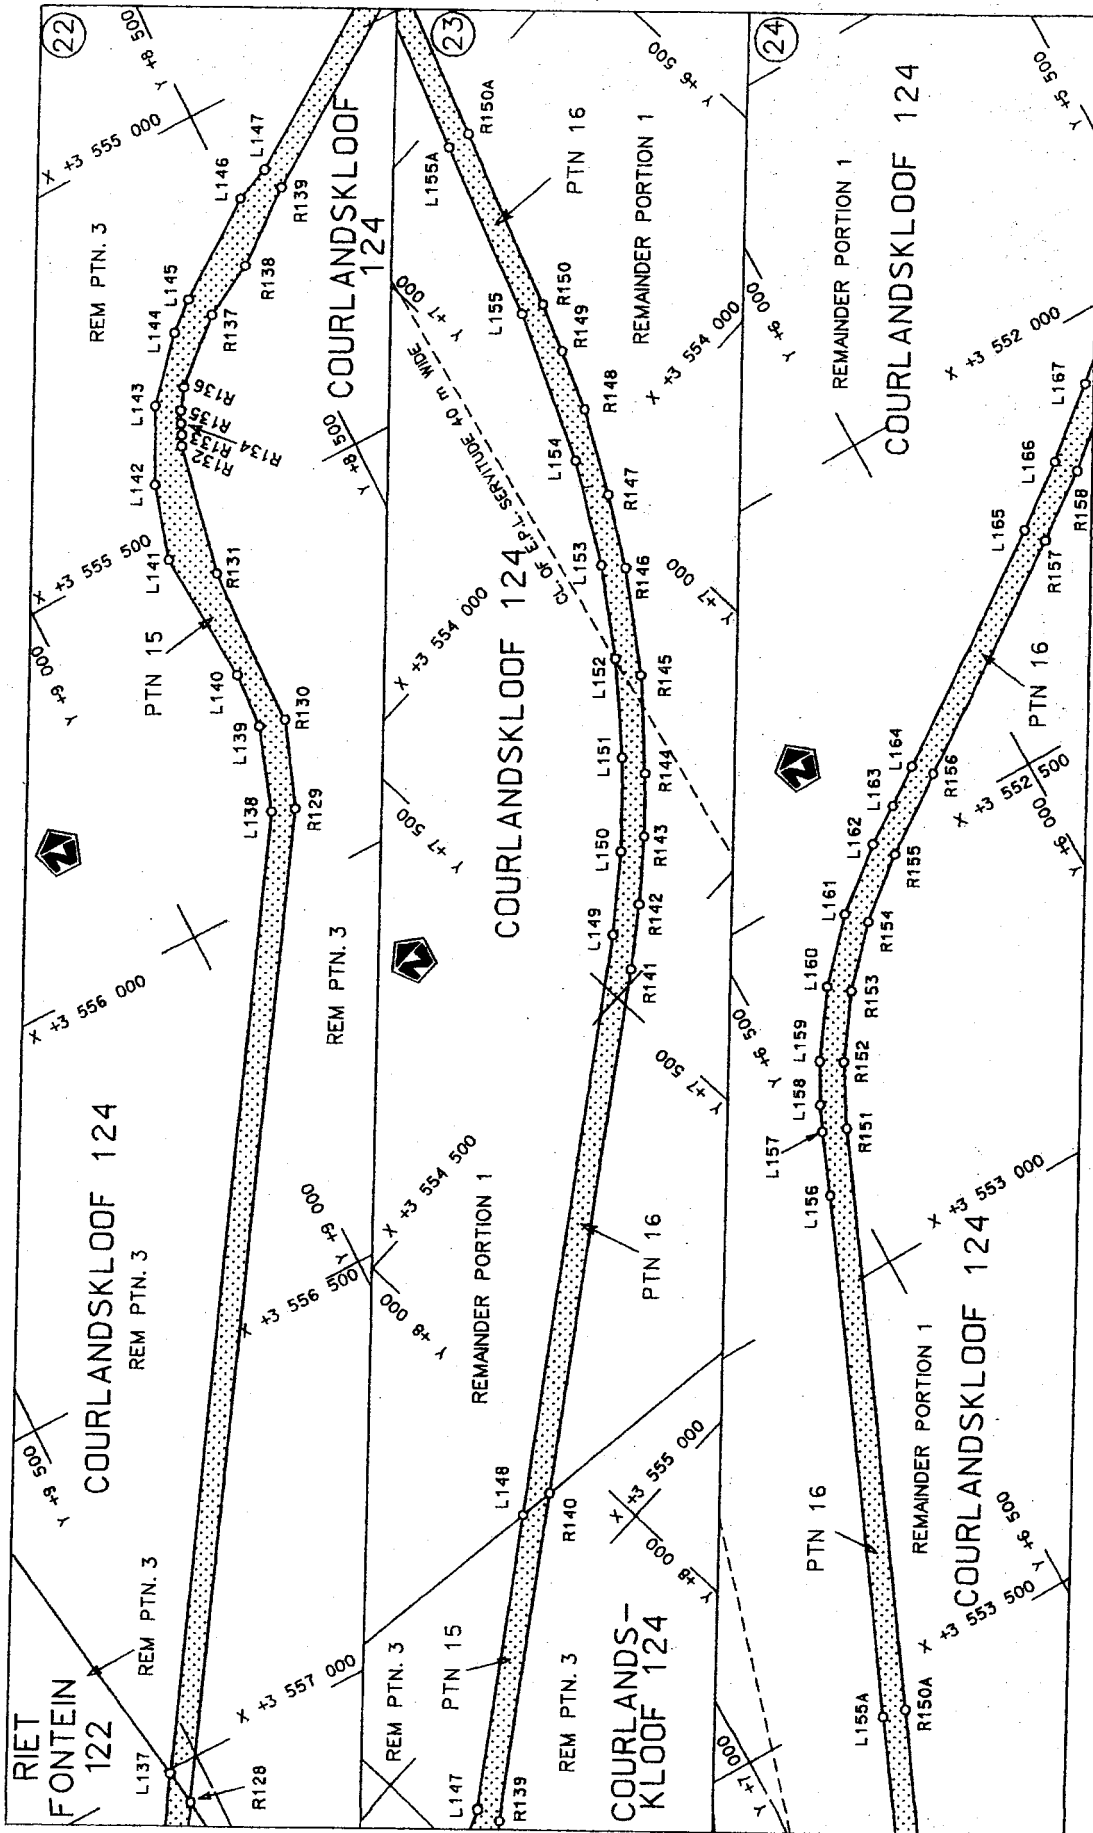 22
RIET
FONTEIN
122
REM PTN. 3
COURLANDSKLOOF 124
REM PTN. 3
REM PTN. 3
PTN 15
REM PTN. 3
COURLANDSKLOOF
124
L137
L138
L139
L140
L141
L142
L143
L144
L145
L146
L147
R128
R129
R130
R131
R132
R133
R134
R135
R136
R137
R138
R139
Y +9 500
Y +9 000
Y +9 000
Y +8 500
Y +8 500
X +3 557 000
X +3 556 500
X +3 556 000
X +3 555 500
X +3 555 000
N
23
REM PTN. 3
PTN 15
REM PTN. 3
COURLANDS-
KLOOF 124
REMAINDER PORTION 1
PTN 16
COURLANDSKLOOF 124
CL. OF E.P.L. SERVITUDE 40 m WIDE
PTN 16
REMAINDER PORTION 1
L147
L148
L149
L150
L151
L152
L153
L154
L155
L155A
R139
R140
R141
R142
R143
R144
R145
R146
R147
R148
R149
R150
R150A
Y +8 000
Y +8 000
Y +7 500
Y +7 500
Y +7 000
Y +7 000
Y +6 500
X +3 555 000
X +3 554 500
X +3 554 000
X +3 554 000
N
24
PTN 16
REMAINDER PORTION 1
COURLANDSKLOOF 124
PTN 16
REMAINDER PORTION 1
COURLANDSKLOOF 124
L155A
L156
L157
L158
L159
L160
L161
L162
L163
L164
L165
L166
L167
R150A
R151
R152
R153
R154
R155
R156
R157
R158
Y +7 000
Y +6 500
Y +6 500
Y +6 000
Y +6 000
Y +5 500
X +3 553 500
X +3 553 000
X +3 552 500
X +3 552 000
N